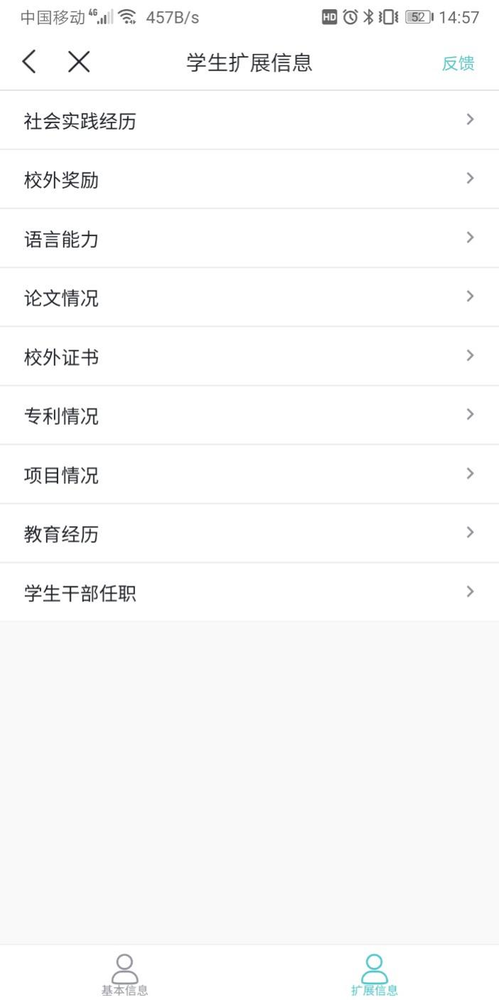 中国移动 4G 457B/s HD 52 14:57
学生扩展信息 反馈
社会实践经历
校外奖励
语言能力
论文情况
校外证书
专利情况
项目情况
教育经历
学生干部任职
基本信息 扩展信息